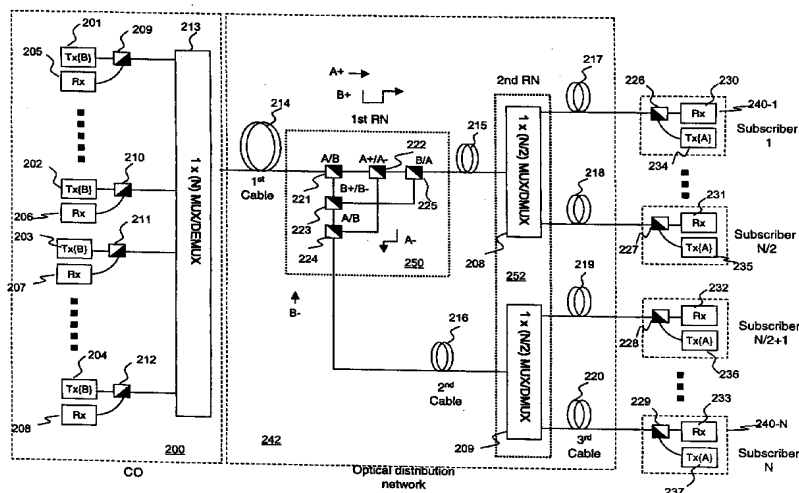 201
209
213
205
Tx{B}
Rx
202
210
Tx{B}
Rx
206
203
211
Tx{B}
Rx
207
204
212
Tx{B}
Rx
208
1 x (N) MUX/DEMUX
200
CO
214
1st
Cable
A+
B+
1st RN
222
A/B
A+/A-
B/A
221
B+/B-
223
225
A/B
224
A-
250
B-
215
216
2nd
Cable
242
Optical distribution
network
2nd RN
1 x (N/2) MUX/DMUX
208
252
1 x (N/2) MUX/DMUX
209
217
218
219
220
3rd
Cable
226
230
Rx
240-1
Tx{A}
234
Subscriber
1
231
Rx
227
Tx{A}
235
Subscriber
N/2
232
Rx
228
Tx{A}
236
Subscriber
N/2+1
229
233
Rx
240-N
Tx{A}
237
Subscriber
N